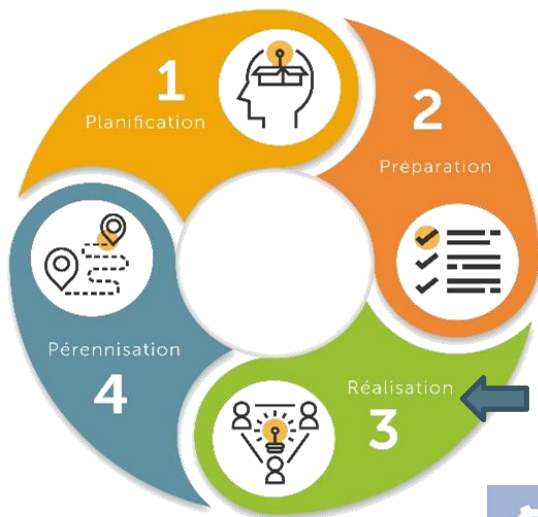 1
Planification
2
Préparation
Réalisation
3
Pérennisation
4